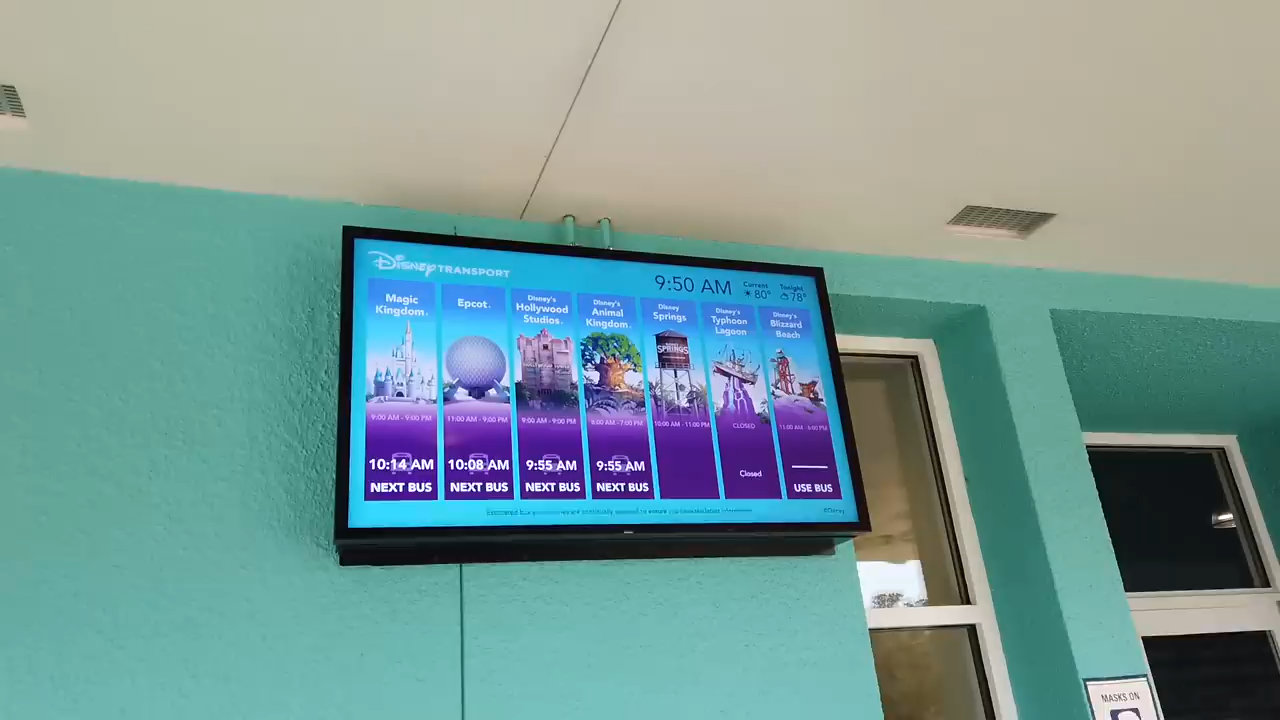 Disney TRANSPORT
9:50 AM
Current
80°
Tonight
78°
Magic
Kingdom.
9:00 AM - 9:00 PM
10:14 AM
NEXT BUS
Epcot.
11:00 AM - 9:00 PM
10:08 AM
NEXT BUS
Disney's
Hollywood
Studios.
9:00 AM - 9:00 PM
9:55 AM
NEXT BUS
Disney's
Animal
Kingdom.
8:00 AM - 7:00 PM
9:55 AM
NEXT BUS
Disney
Springs
SPRINGS
10:00 AM - 11:00 PM
Disney's
Typhoon
Lagoon
CLOSED
Closed
Disney's
Blizzard
Beach
11:00 AM - 6:00 PM
USE BUS
©Disney
MASKS ON